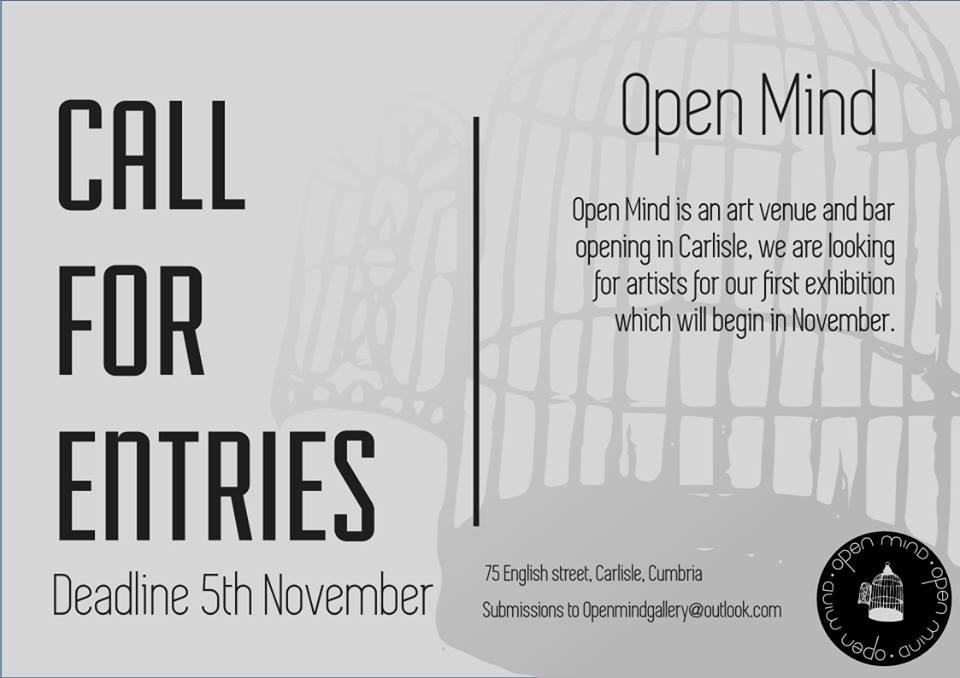 CALL
FOR
ENTRIES
Deadline 5th November
Open Mind
Open Mind is an art venue and bar
opening in Carlisle, we are looking
for artists for our first exhibition
which will begin in November.
75 English street, Carlisle, Cumbria
Submissions to Openmindgallery@outlook.com
open mind · open mind · open mind ·